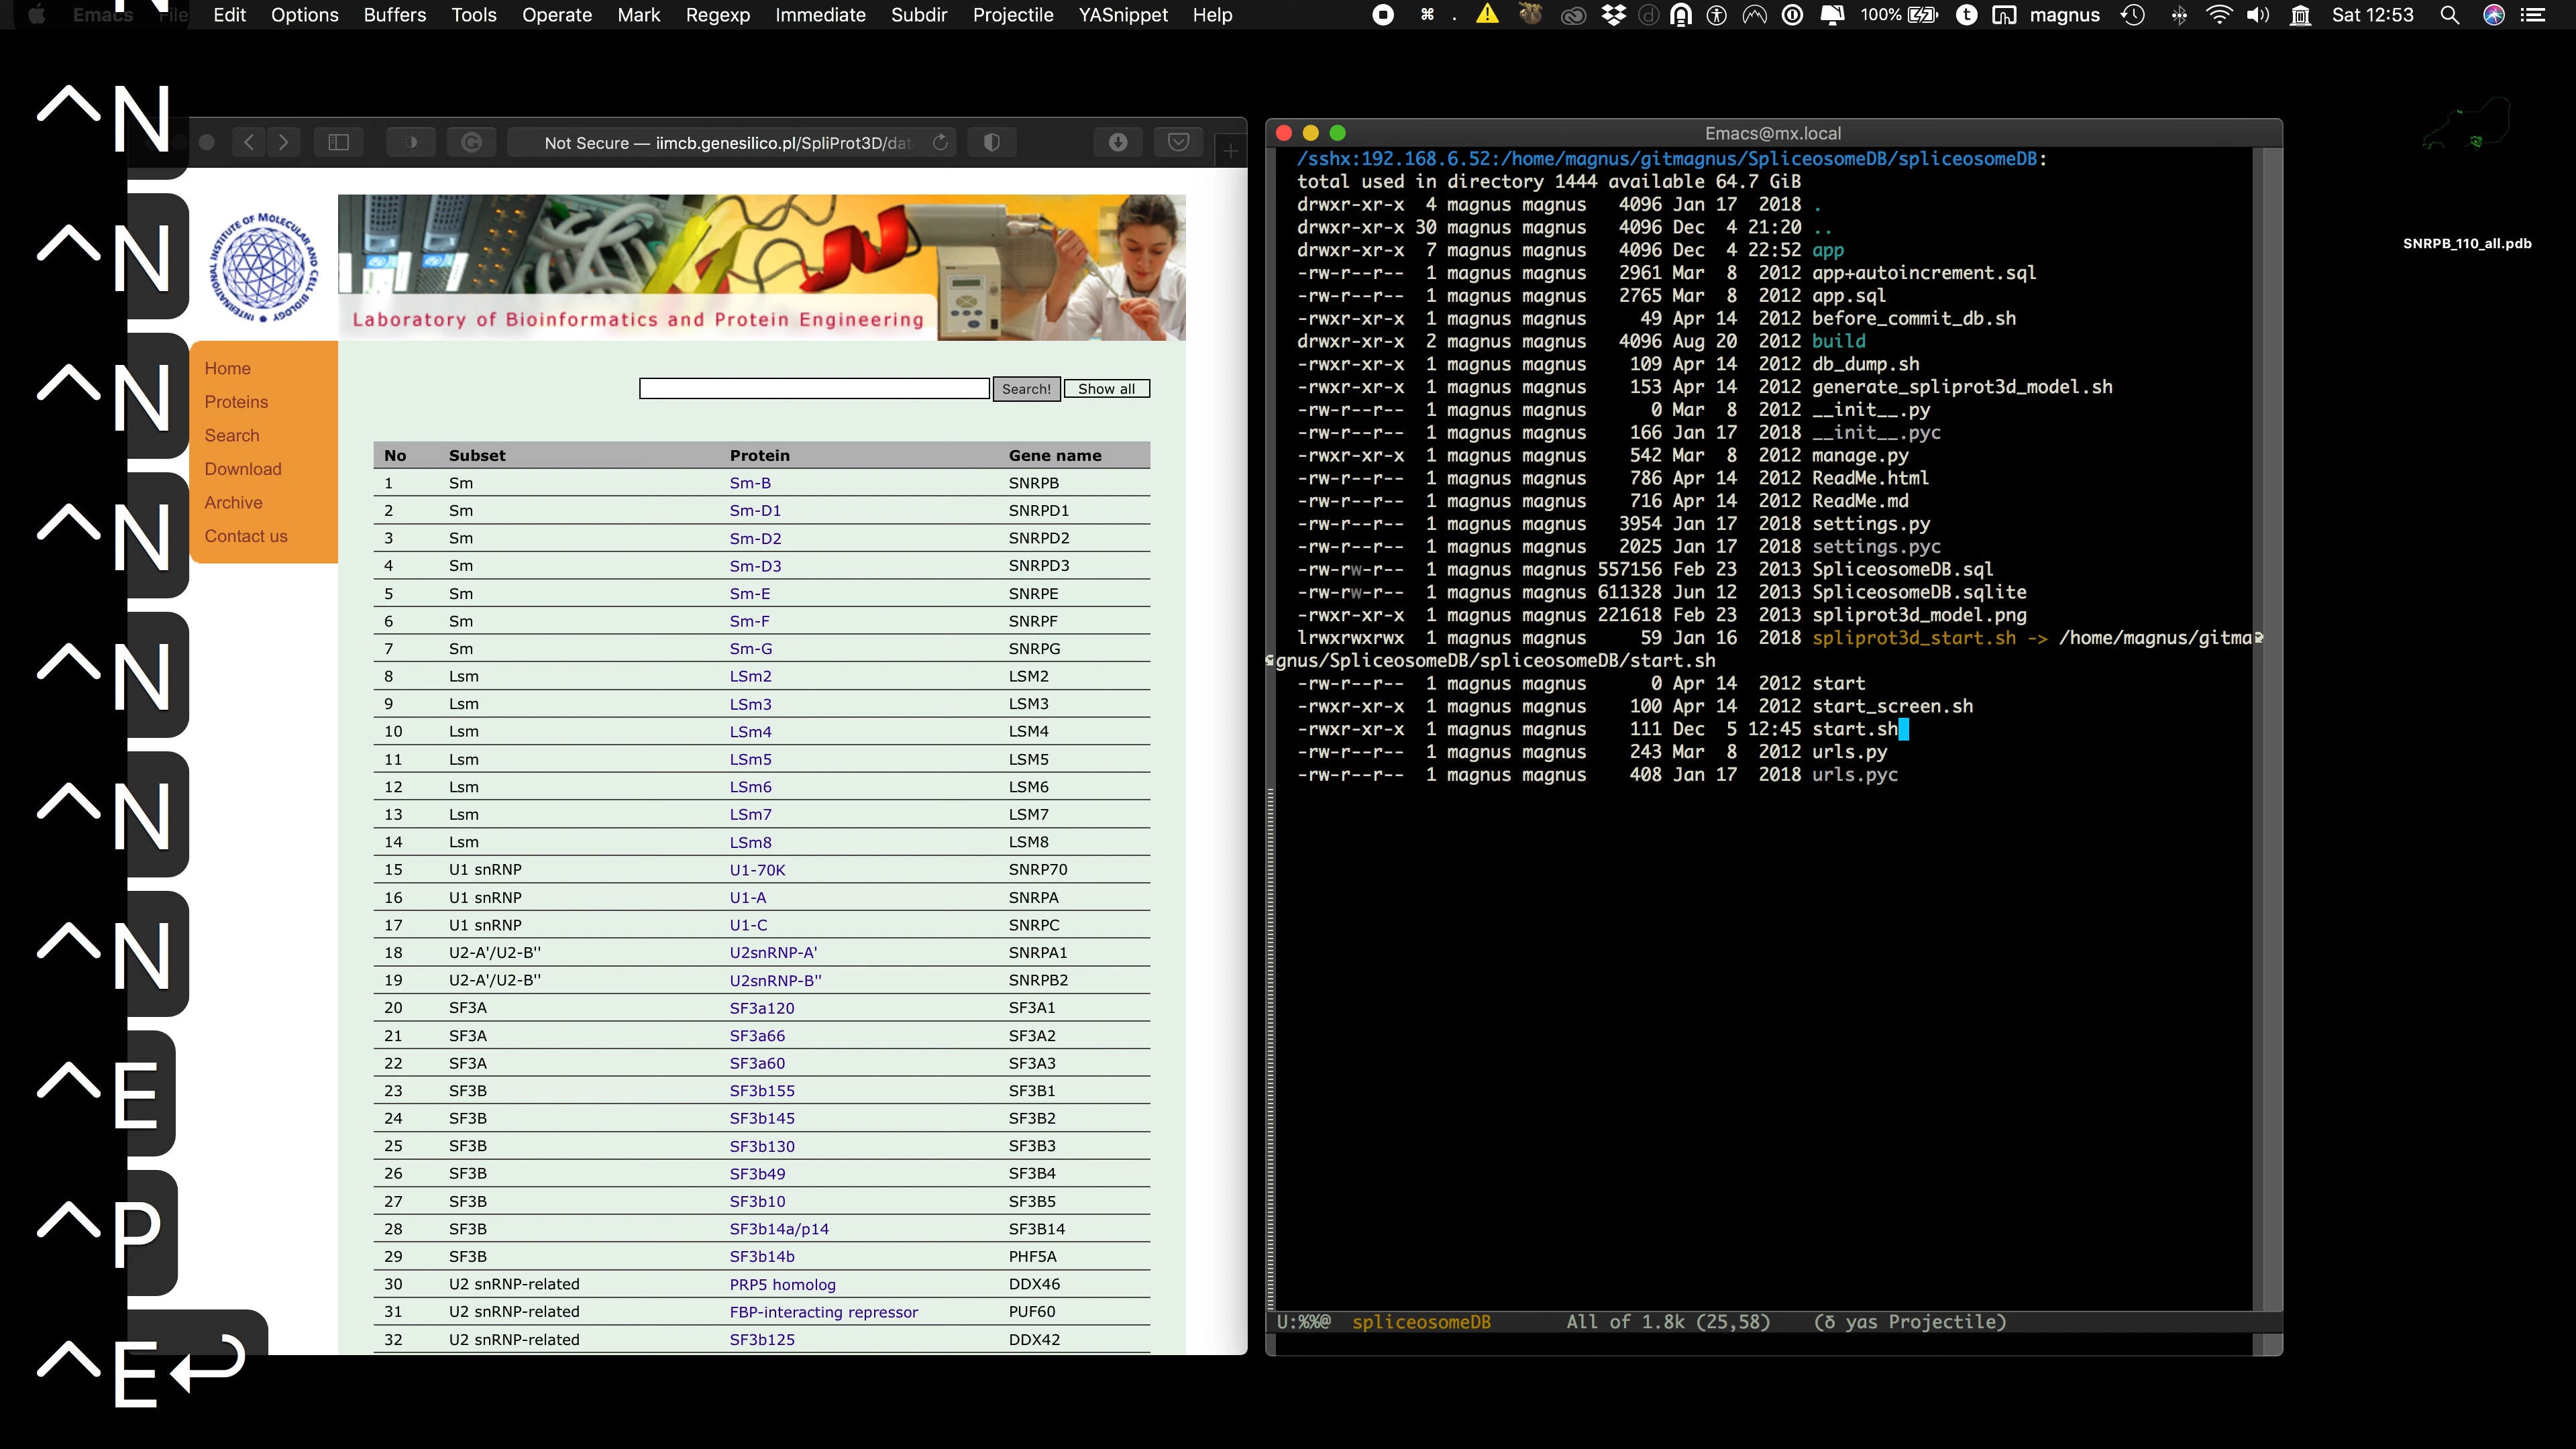 Emacs File Edit Options Buffers Tools Operate Mark Regexp Immediate Subdir Projectile YASnippet Help 100% magnus Sat 12:53
^N
^N
^N
^N
^N
^N
^N
^E
^P
^E
Not Secure — iimcb.genesilico.pl/SpliProt3D/dat
INTERNATIONAL INSTITUTE OF MOLECULAR AND CELL BIOLOGY
Laboratory of Bioinformatics and Protein Engineering
Home
Proteins
Search
Download
Archive
Contact us
Search! Show all
No Subset Protein Gene name
1 Sm Sm-B SNRPB
2 Sm Sm-D1 SNRPD1
3 Sm Sm-D2 SNRPD2
4 Sm Sm-D3 SNRPD3
5 Sm Sm-E SNRPE
6 Sm Sm-F SNRPF
7 Sm Sm-G SNRPG
8 Lsm LSm2 LSM2
9 Lsm LSm3 LSM3
10 Lsm LSm4 LSM4
11 Lsm LSm5 LSM5
12 Lsm LSm6 LSM6
13 Lsm LSm7 LSM7
14 Lsm LSm8 LSM8
15 U1 snRNP U1-70K SNRP70
16 U1 snRNP U1-A SNRPA
17 U1 snRNP U1-C SNRPC
18 U2-A'/U2-B'' U2snRNP-A' SNRPA1
19 U2-A'/U2-B'' U2snRNP-B'' SNRPB2
20 SF3A SF3a120 SF3A1
21 SF3A SF3a66 SF3A2
22 SF3A SF3a60 SF3A3
23 SF3B SF3b155 SF3B1
24 SF3B SF3b145 SF3B2
25 SF3B SF3b130 SF3B3
26 SF3B SF3b49 SF3B4
27 SF3B SF3b10 SF3B5
28 SF3B SF3b14a/p14 SF3B14
29 SF3B SF3b14b PHF5A
30 U2 snRNP-related PRP5 homolog DDX46
31 U2 snRNP-related FBP-interacting repressor PUF60
32 U2 snRNP-related SF3b125 DDX42
Emacs@mx.local
/sshx:192.168.6.52:/home/magnus/gitmagnus/SpliceosomeDB/spliceosomeDB:
total used in directory 1444 available 64.7 GiB
drwxr-xr-x 4 magnus magnus 4096 Jan 17 2018 .
drwxr-xr-x 30 magnus magnus 4096 Dec 4 21:20 ..
drwxr-xr-x 7 magnus magnus 4096 Dec 4 22:52 app
-rw-r--r-- 1 magnus magnus 2961 Mar 8 2012 app+autoincrement.sql
-rw-r--r-- 1 magnus magnus 2765 Mar 8 2012 app.sql
-rwxr-xr-x 1 magnus magnus 49 Apr 14 2012 before_commit_db.sh
drwxr-xr-x 2 magnus magnus 4096 Aug 20 2012 build
-rwxr-xr-x 1 magnus magnus 109 Apr 14 2012 db_dump.sh
-rwxr-xr-x 1 magnus magnus 153 Apr 14 2012 generate_spliprot3d_model.sh
-rw-r--r-- 1 magnus magnus 0 Mar 8 2012 __init__.py
-rw-r--r-- 1 magnus magnus 166 Jan 17 2018 __init__.pyc
-rwxr-xr-x 1 magnus magnus 542 Mar 8 2012 manage.py
-rw-r--r-- 1 magnus magnus 786 Apr 14 2012 ReadMe.html
-rw-r--r-- 1 magnus magnus 716 Apr 14 2012 ReadMe.md
-rw-r--r-- 1 magnus magnus 3954 Jan 17 2018 settings.py
-rw-r--r-- 1 magnus magnus 2025 Jan 17 2018 settings.pyc
-rw-rw-r-- 1 magnus magnus 557156 Feb 23 2013 SpliceosomeDB.sql
-rw-rw-r-- 1 magnus magnus 611328 Jun 12 2013 SpliceosomeDB.sqlite
-rwxr-xr-x 1 magnus magnus 221618 Feb 23 2013 spliprot3d_model.png
lrwxrwxrwx 1 magnus magnus 59 Jan 16 2018 spliprot3d_start.sh -> /home/magnus/gitma
gnus/SpliceosomeDB/spliceosomeDB/start.sh
-rw-r--r-- 1 magnus magnus 0 Apr 14 2012 start
-rwxr-xr-x 1 magnus magnus 100 Apr 14 2012 start_screen.sh
-rwxr-xr-x 1 magnus magnus 111 Dec 5 12:45 start.sh
-rw-r--r-- 1 magnus magnus 243 Mar 8 2012 urls.py
-rw-r--r-- 1 magnus magnus 408 Jan 17 2018 urls.pyc
U:%%@ spliceosomeDB All of 1.8k (25,58) (δ yas Projectile)
SNRPB_110_all.pdb